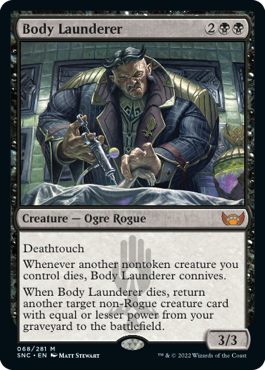 Body Launderer 2
Creature — Ogre Rogue
Deathtouch
Whenever another nontoken creature you
control dies, Body Launderer connives.
When Body Launderer dies, return
another target non-Rogue creature card
with equal or lesser power from your
graveyard to the battlefield.
3/3
068/281 M
SNC • EN Matt Stewart
™ & © 2022 Wizards of the Coast